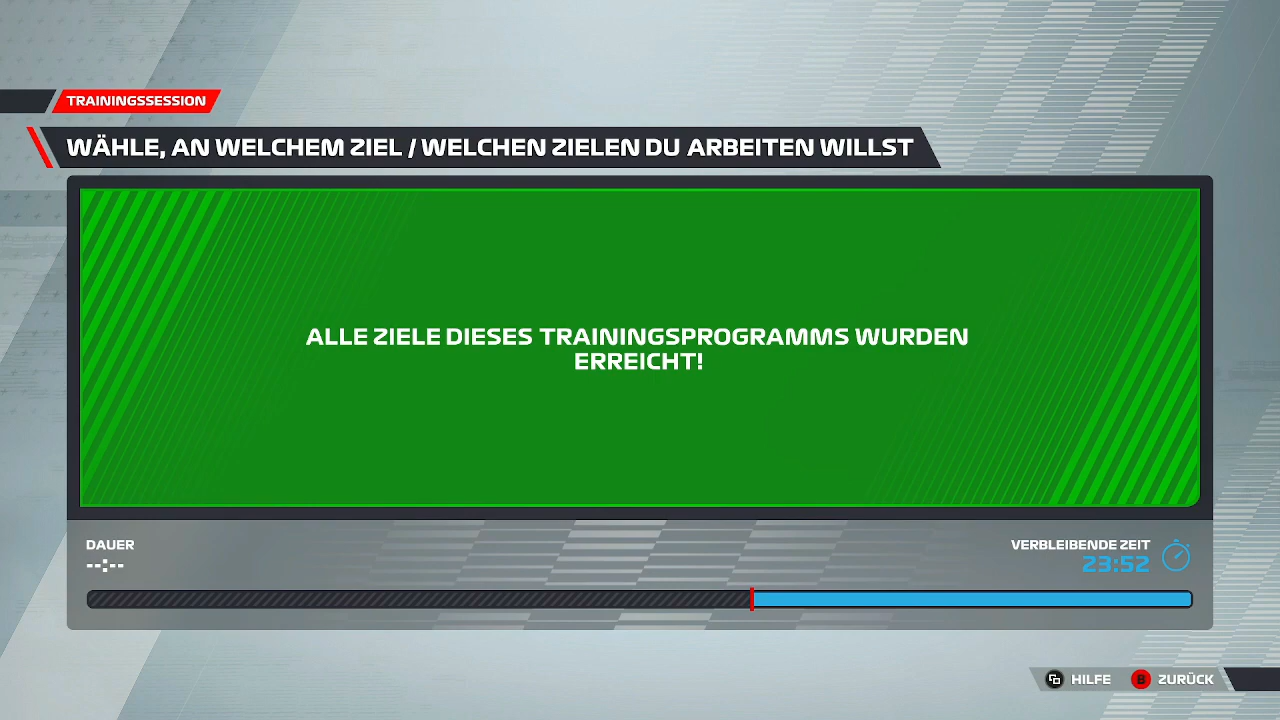 TRAININGSSESSION
WÄHLE, AN WELCHEM ZIEL / WELCHEN ZIELEN DU ARBEITEN WILLST
ALLE ZIELE DIESES TRAININGSPROGRAMMS WURDEN
ERREICHT!
DAUER
--:--
VERBLEIBENDE ZEIT
23:52
HILFE
B ZURÜCK